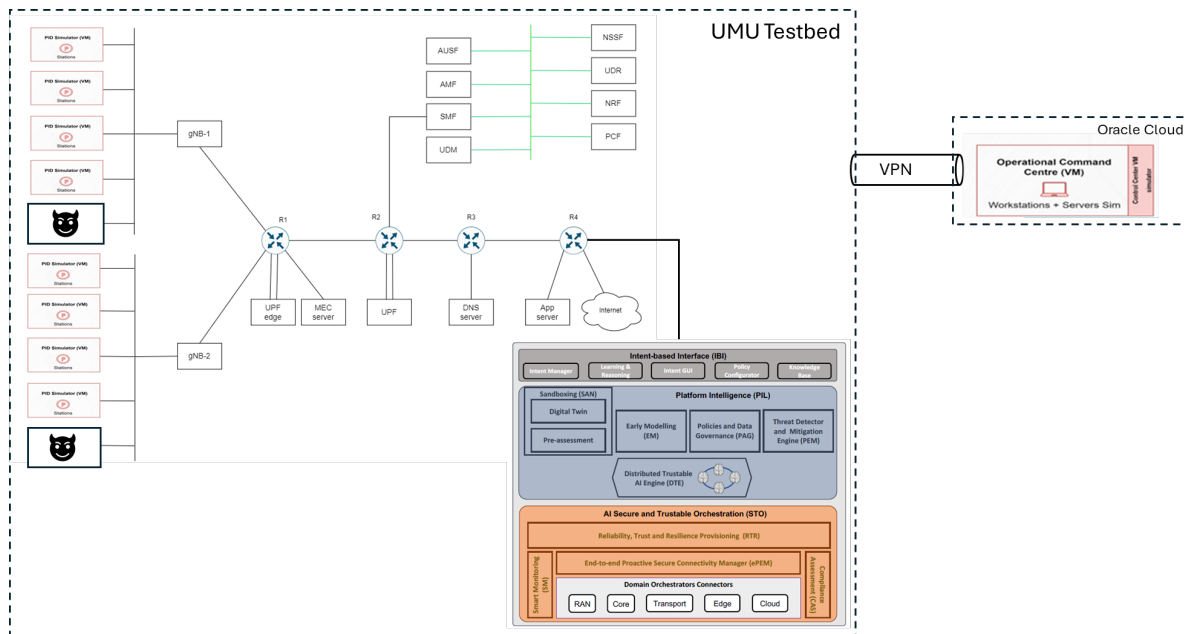 UMU Testbed
PID Simulator (VM)
P
Stations
PID Simulator (VM)
P
Stations
PID Simulator (VM)
P
Stations
PID Simulator (VM)
P
Stations
PID Simulator (VM)
P
Stations
PID Simulator (VM)
P
Stations
PID Simulator (VM)
P
Stations
PID Simulator (VM)
P
Stations
gNB-1
gNB-2
AUSF
AMF
SMF
UDM
NSSF
UDR
NRF
PCF
R1
R2
R3
R4
UPF
edge
MEC
server
UPF
DNS
server
App
server
Internet
VPN
Oracle Cloud
Operational Command
Centre (VM)
Workstations + Servers Sim
Control Center VM
simulator
Intent-based Interface (IBI)
Intent Manager
Learning &
Reasoning
Intent GUI
Policy
Configurator
Knowledge
Base
Sandboxing (SAN)
Digital Twin
Pre-assessment
Platform Intelligence (PIL)
Early Modelling
(EM)
Policies and Data
Governance (PAG)
Threat Detector
and Mitigation
Engine (PEM)
Distributed Trustable
AI Engine (DTE)
AI Secure and Trustable Orchestration (STO)
Reliability, Trust and Resilience Provisioning (RTR)
Smart Monitoring
(SM)
End-to-end Proactive Secure Connectivity Manager (ePEM)
Compliance
Assessment (CAS)
Domain Orchestrators Connectors
RAN
Core
Transport
Edge
Cloud